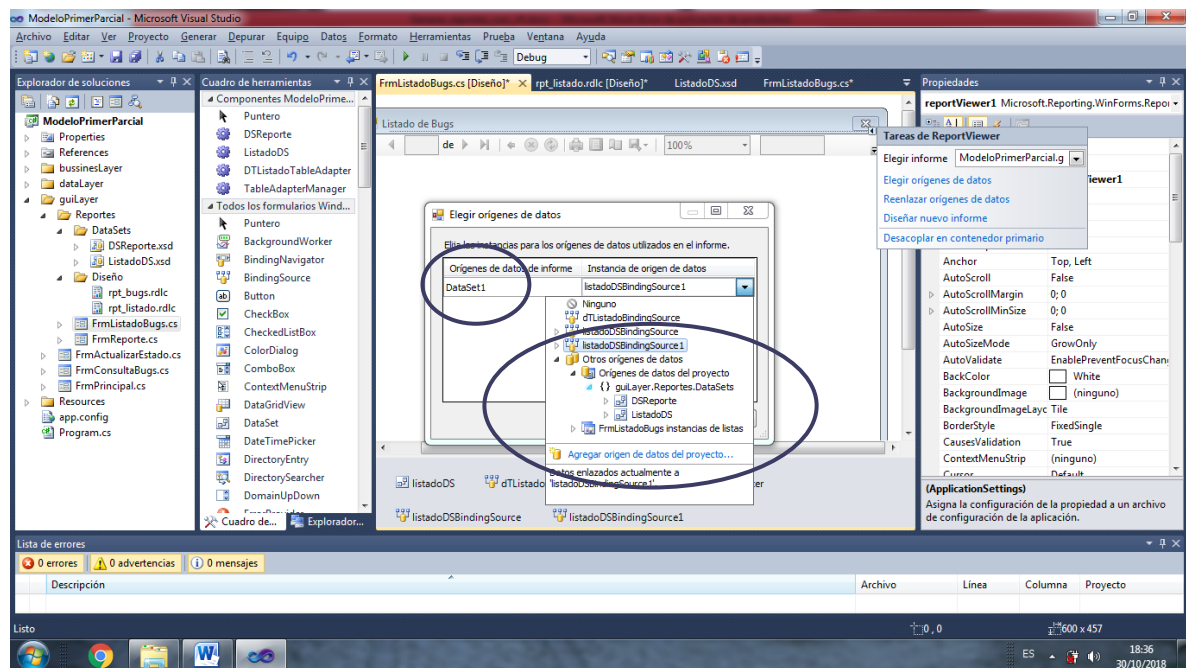 ModeloPrimerParcial - Microsoft Visual Studio
Archivo Editar Ver Proyecto Generar Depurar Equipo Datos Formato Herramientas Prueba Ventana Ayuda
Debug
Explorador de soluciones
ModeloPrimerParcial
Properties
References
bussinesLayer
dataLayer
guiLayer
Reportes
DataSets
DSReporte.xsd
ListadoDS.xsd
Diseño
rpt_bugs.rdlc
rpt_listado.rdlc
FrmListadoBugs.cs
FrmReporte.cs
FrmActualizarEstado.cs
FrmConsultaBugs.cs
FrmPrincipal.cs
Resources
app.config
Program.cs
Cuadro de herramientas
Componentes ModeloPrime...
Puntero
DSReporte
ListadoDS
DTListadoTableAdapter
TableAdapterManager
Todos los formularios Wind...
Puntero
BackgroundWorker
BindingNavigator
BindingSource
Button
CheckBox
CheckedListBox
ColorDialog
ComboBox
ContextMenuStrip
DataGridView
DataSet
DateTimePicker
DirectoryEntry
DirectorySearcher
DomainUpDown
Cuadro de... Explorador...
FrmListadoBugs.cs [Diseño]* rpt_listado.rdlc [Diseño]* ListadoDS.xsd FrmListadoBugs.cs*
Listado de Bugs
de 100%
Elegir orígenes de datos
Elija las instancias para los orígenes de datos utilizados en el informe.
Orígenes de datos de informe Instancia de origen de datos
DataSet1 listadoDSBindingSource1
Ninguno
dTListadoBindingSource
listadoDSBindingSource
listadoDSBindingSource1
Otros orígenes de datos
Orígenes de datos del proyecto
guiLayer.Reportes.DataSets
DSReporte
ListadoDS
FrmListadoBugs instancias de listas
Agregar origen de datos del proyecto...
Datos enlazados actualmente a
'listadoDSBindingSource1'.
listadoDS dTListado
listadoDSBindingSource listadoDSBindingSource1
Tareas de ReportViewer
Elegir informe ModeloPrimerParcial.g
Elegir orígenes de datos
Reenlazar orígenes de datos
Diseñar nuevo informe
Desacoplar en contenedor primario
Propiedades
reportViewer1 Microsoft.Reporting.WinForms.Repor
Anchor Top, Left
AutoScroll False
AutoScrollMargin 0; 0
AutoScrollMinSize 0; 0
AutoSize False
AutoSizeMode GrowOnly
AutoValidate EnablePreventFocusChan
BackColor White
BackgroundImage (ninguno)
BackgroundImageLayc Tile
BorderStyle FixedSingle
CausesValidation True
ContextMenuStrip (ninguno)
Cursor Default
(ApplicationSettings)
Asigna la configuración de la propiedad a un archivo
de configuración de la aplicación.
Lista de errores
0 errores 0 advertencias 0 mensajes
Descripción Archivo Línea Columna Proyecto
Listo 0 , 0 600 x 457
ES 18:36
30/10/2018